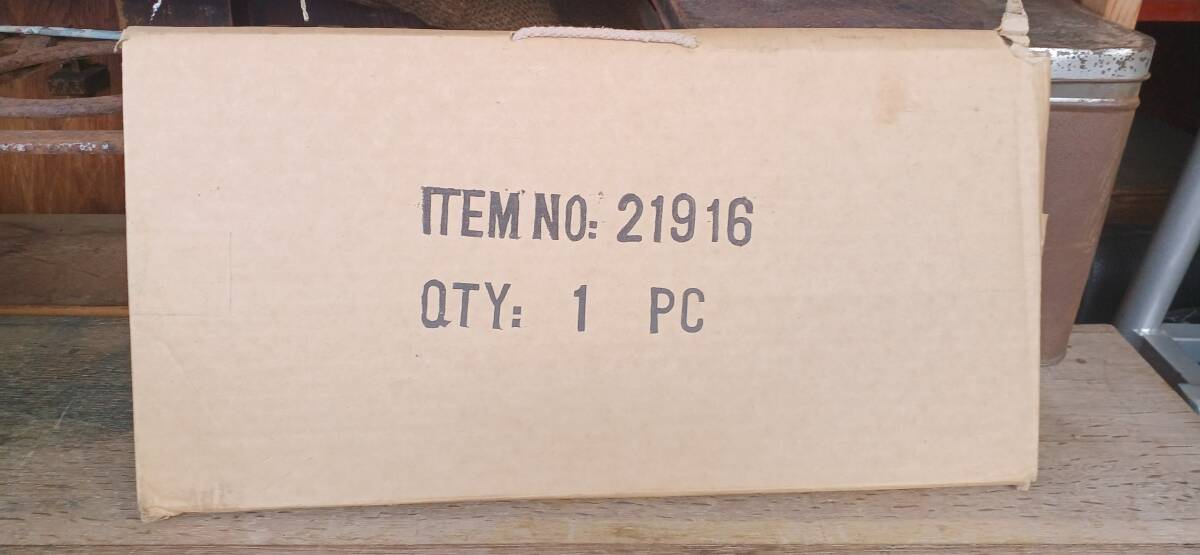 ITEM NO: 21916
QTY: 1 PC